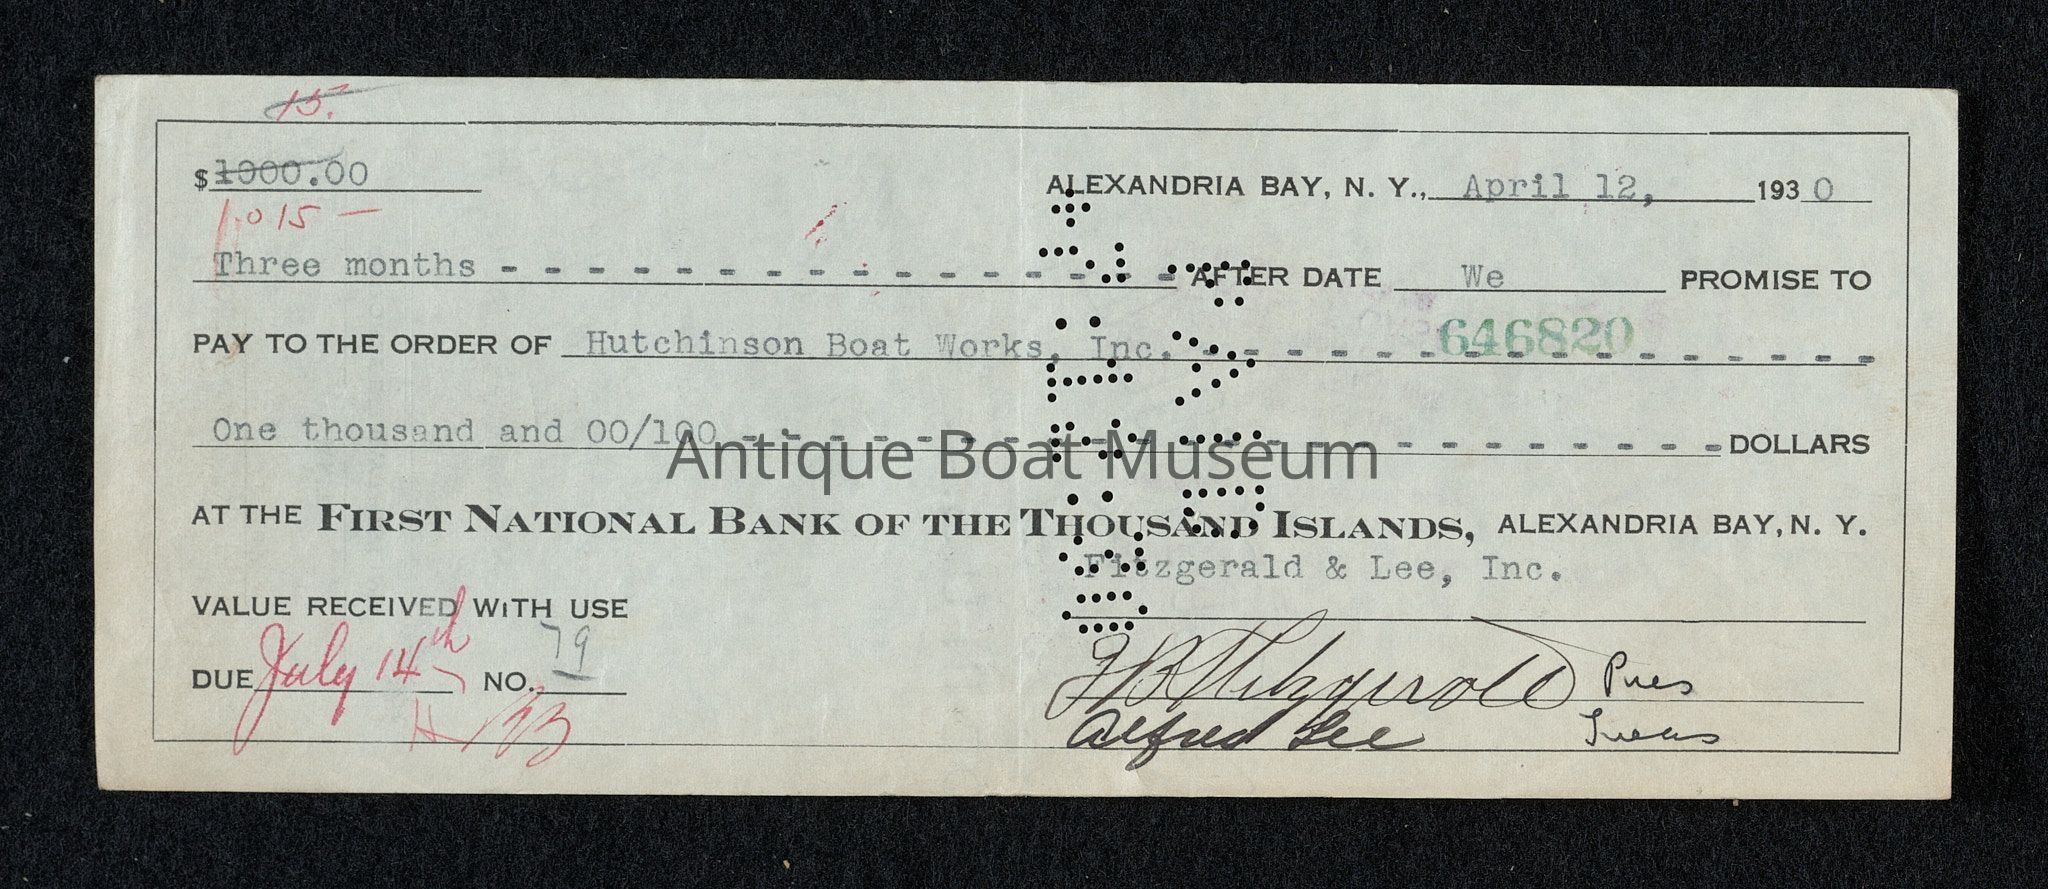 15.
$1000.00 ALEXANDRIA BAY, N. Y., April 12, 1930
1.015 —
Three months - - - - - - - - - - - - - - - - AFTER DATE We PROMISE TO
646820
PAY TO THE ORDER OF Hutchinson Boat Works, Inc. - - - - - - - - - - - - - - - -
One thousand and 00/100 - - - - - - - - - - - - - - - - - - - - - - - DOLLARS
Antique Boat Museum
AT THE FIRST NATIONAL BANK OF THE THOUSAND ISLANDS, ALEXANDRIA BAY, N. Y.
Fitzgerald & Lee, Inc.
VALUE RECEIVED WITH USE
DUE July 14th NO. 79
Fitzgerald Pres
Alfred Lee Treas